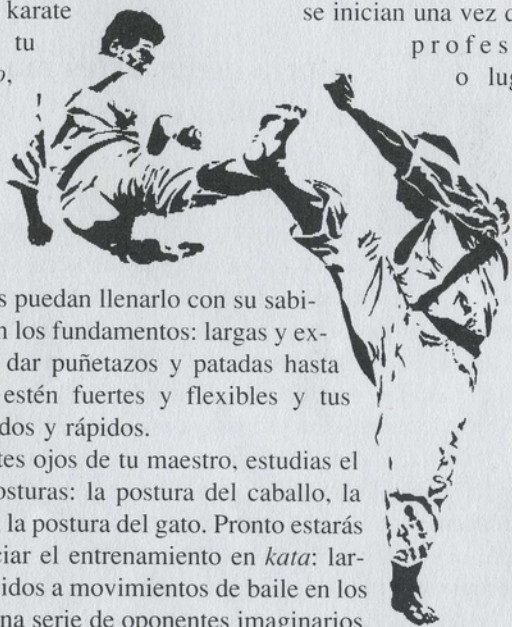 karate
tu
se inician una vez
profes
o lug
s puedan llenarlo con su sabi-
n los fundamentos: largas y ex-
dar puñetazos y patadas hasta
estén fuertes y flexibles y tus
dos y rápidos.
tes ojos de tu maestro, estudias el
osturas: la postura del caballo, la
la postura del gato. Pronto estarás
ciar el entrenamiento en kata: lar-
idos a movimientos de baile en los
na serie de oponentes imaginarios